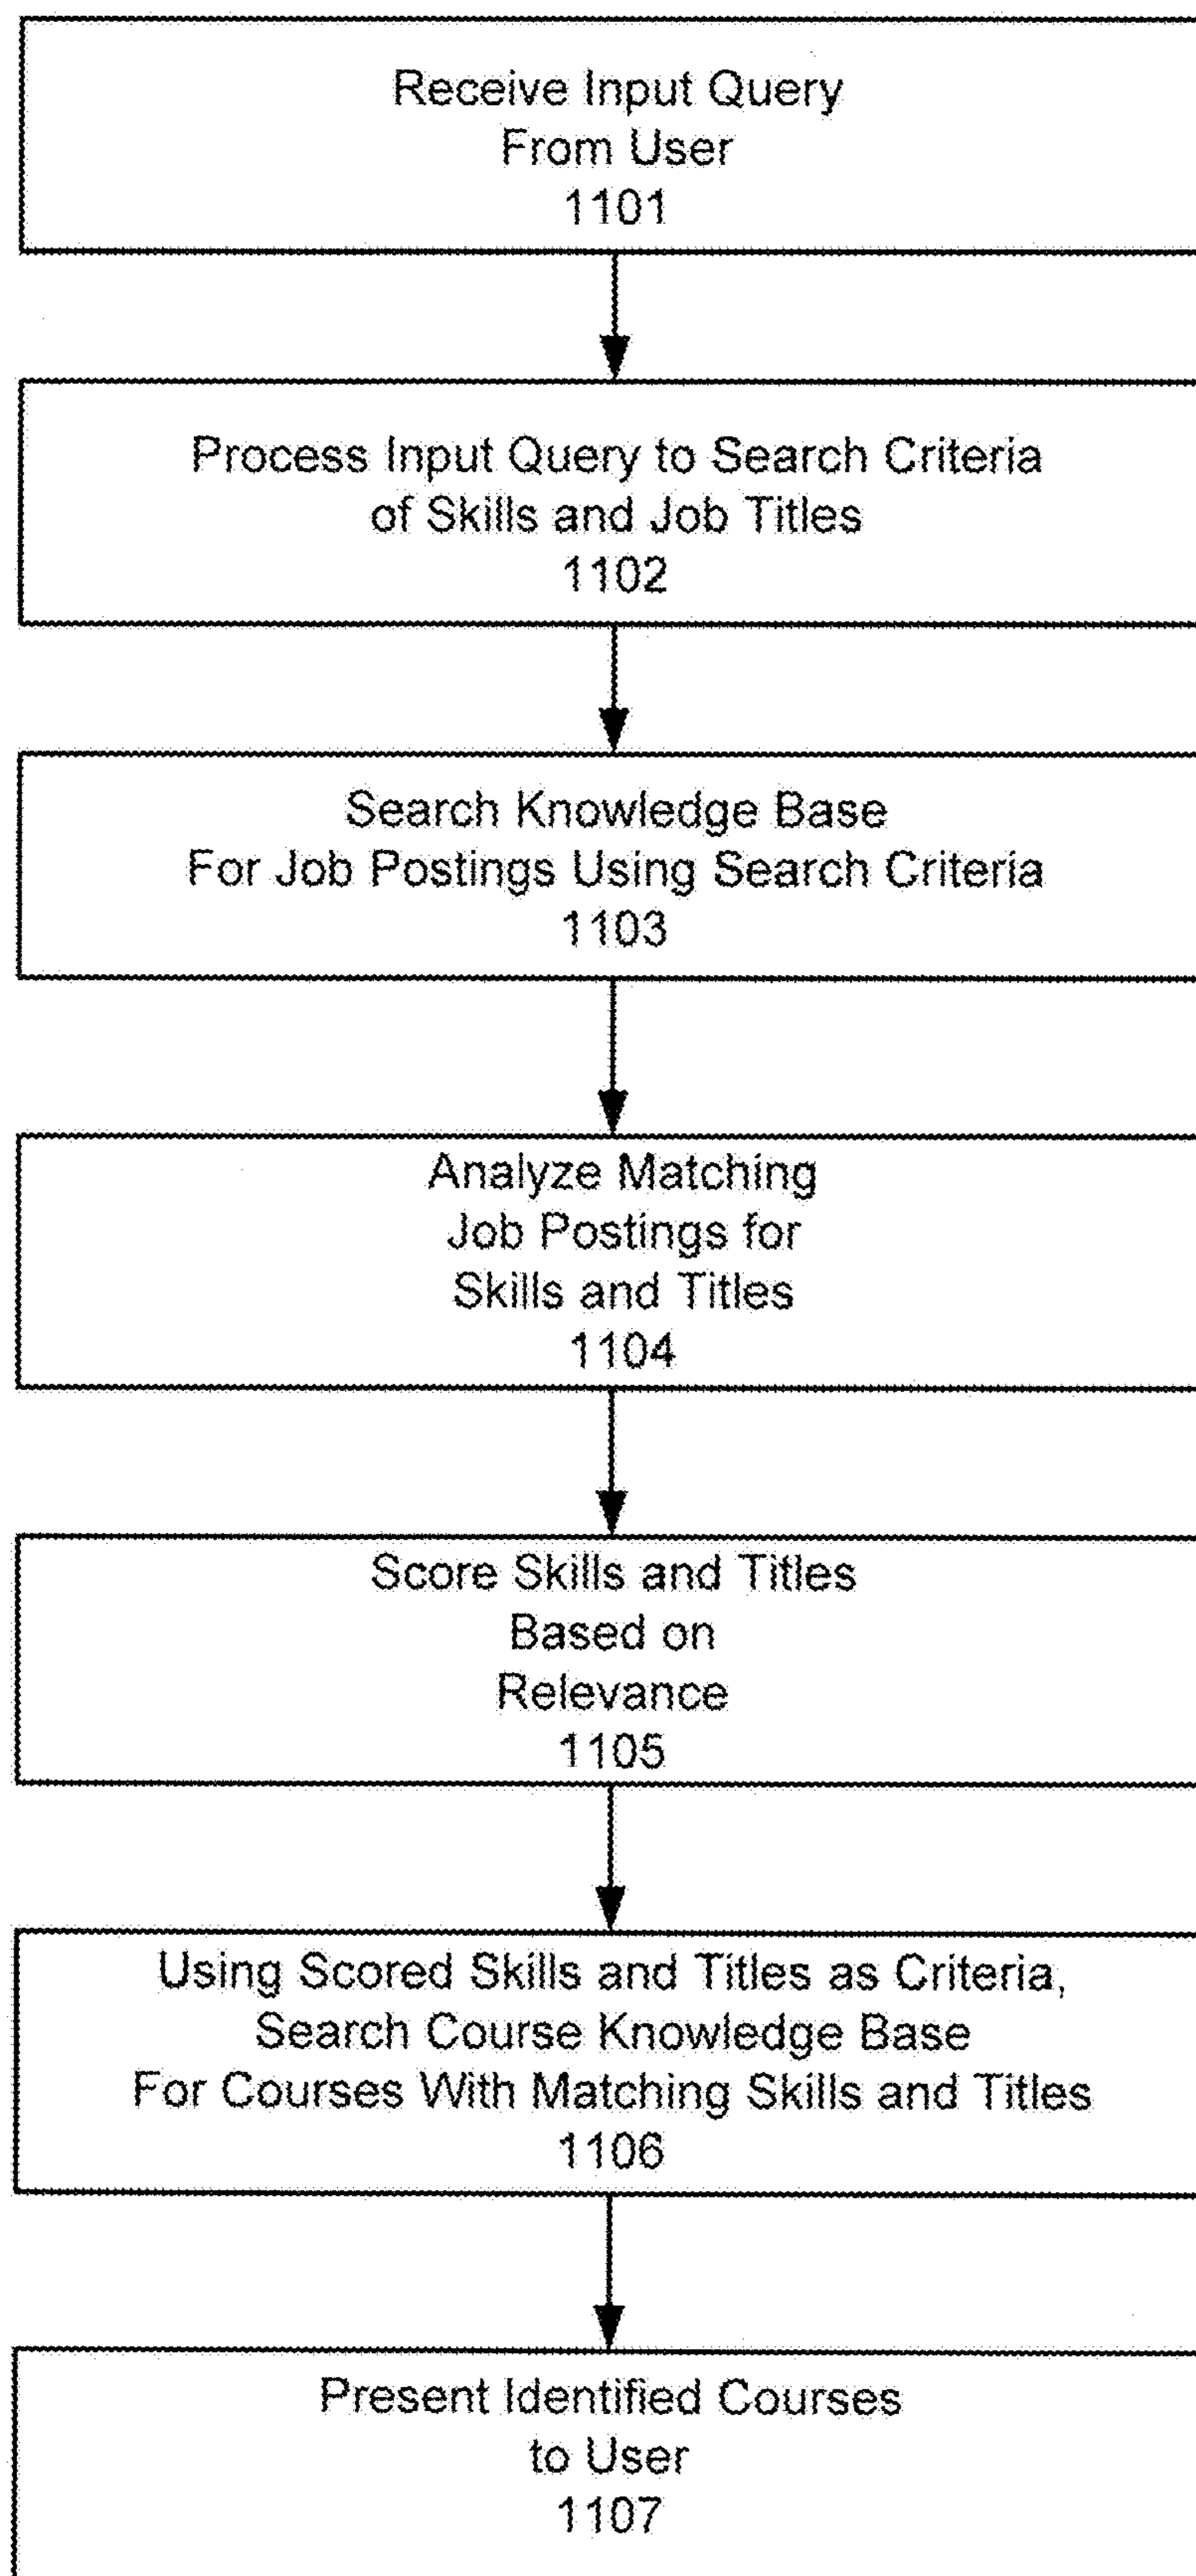 Receive Input Query
From User
1101
Process Input Query to Search Criteria
of Skills and Job Titles
1102
Search Knowledge Base
For Job Postings Using Search Criteria
1103
Analyze Matching
Job Postings for
Skills and Titles
1104
Score Skills and Titles
Based on
Relevance
1105
Using Scored Skills and Titles as Criteria,
Search Course Knowledge Base
For Courses With Matching Skills and Titles
1106
Present Identified Courses
to User
1107